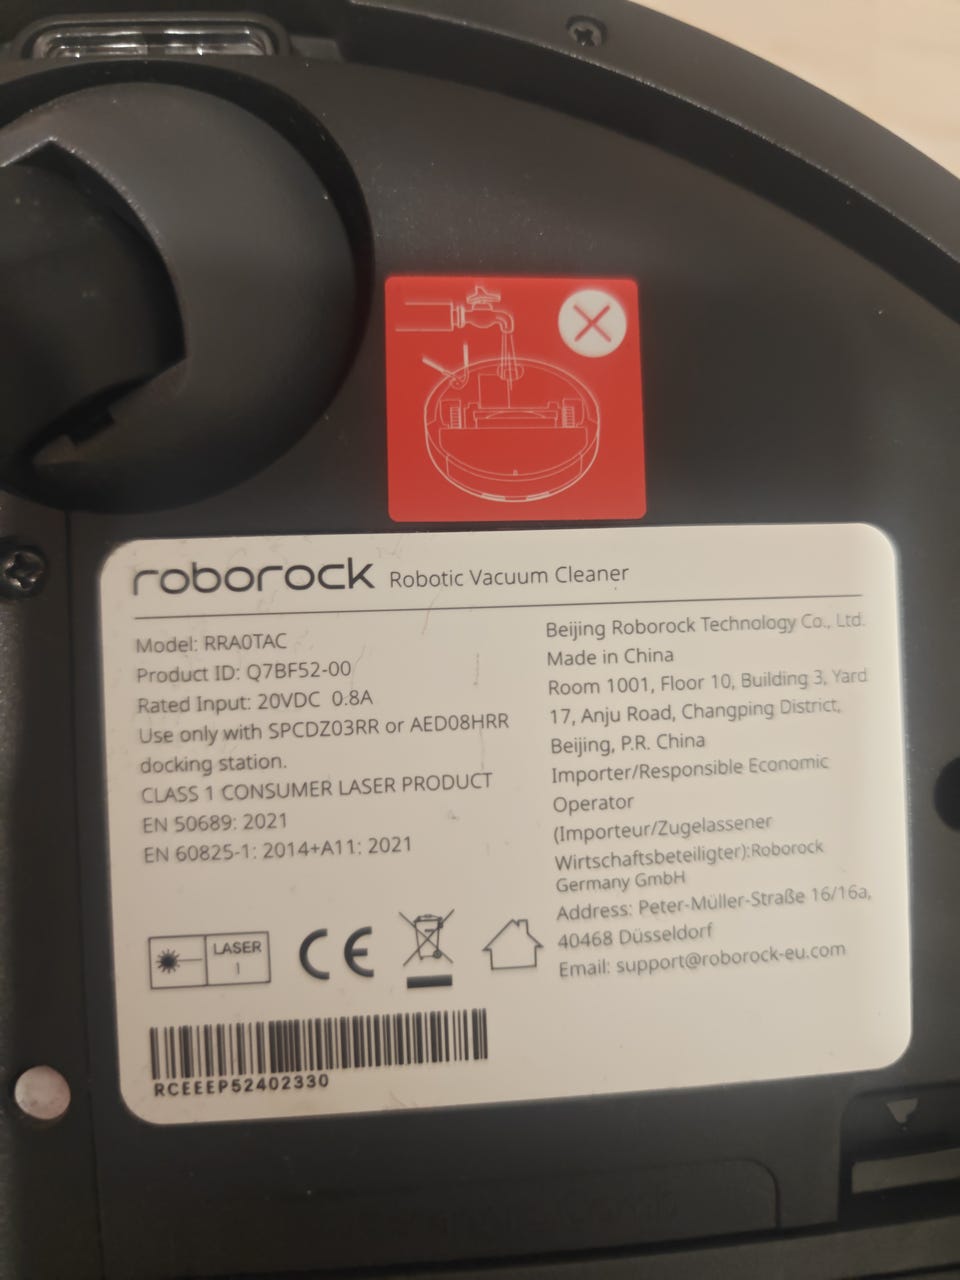 roborock Robotic Vacuum Cleaner
Model: RRA0TAC
Product ID: Q7BF52-00
Rated Input: 20VDC 0.8A
Use only with SPCDZ03RR or AED08HRR
docking station.
CLASS 1 CONSUMER LASER PRODUCT
EN 50689: 2021
EN 60825-1: 2014+A11: 2021
Beijing Roborock Technology Co., Ltd.
Made in China
Room 1001, Floor 10, Building 3, Yard
17, Anju Road, Changping District,
Beijing, P.R. China
Importer/Responsible Economic
Operator
(Importeur/Zugelassener
Wirtschaftsbeteiligter):Roborock
Germany GmbH
Address: Peter-Müller-Straße 16/16a,
40468 Düsseldorf
Email: support@roborock-eu.com
LASER
1
CE
RCEEEP52402330